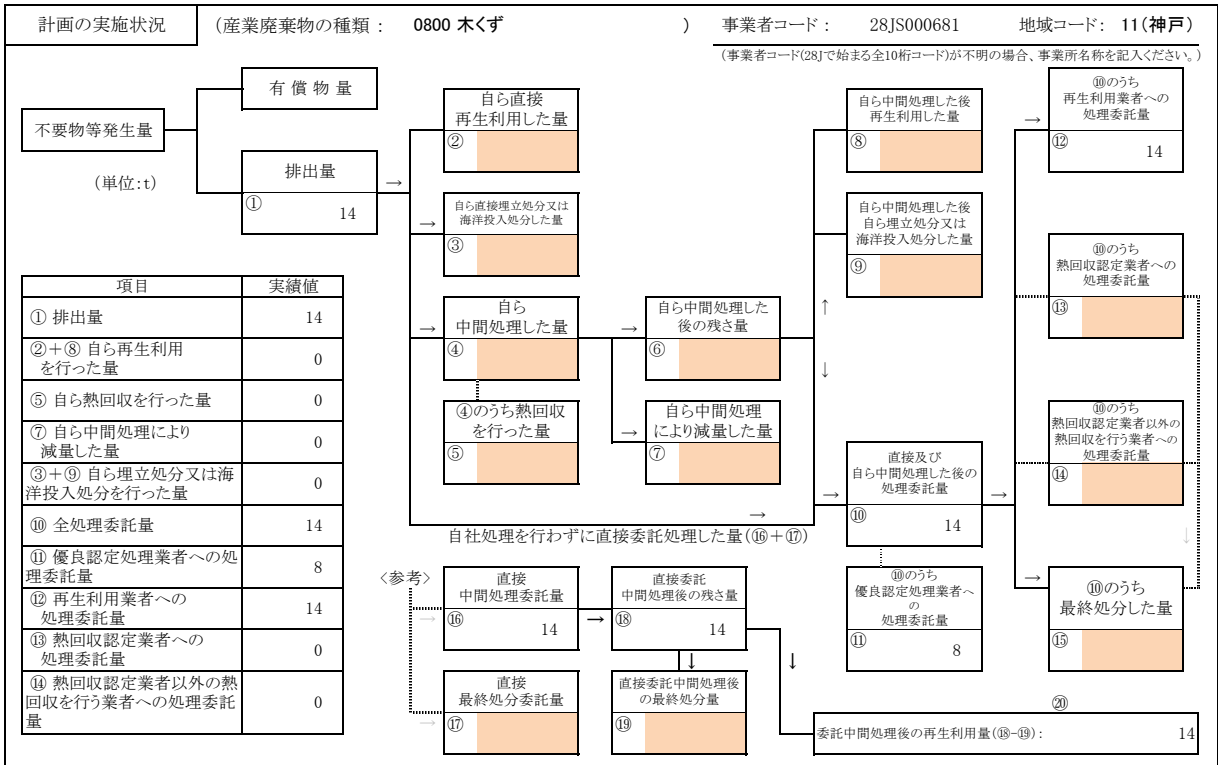 計画の実施状況
(産業廃棄物の種類： 0800 木くず )
事業者コード： 28JS000681
地域コード： 11(神戸)
(事業者コード(28Jで始まる全10桁コード)が不明の場合、事業所名称を記入ください。)
不要物等発生量
(単位:t)
有償物量
排出量
→
① 14
自ら直接
再生利用した量
②
→
自ら直接埋立処分又は
海洋投入処分した量
③
→
自ら
中間処理した量
④
④のうち熱回収
を行った量
⑤
→
自ら中間処理した
後の残さ量
⑥
→
自ら中間処理
により減量した量
⑦
自ら中間処理した後
再生利用した量
⑧
自ら中間処理した後
自ら埋立処分又は
海洋投入処分した量
⑨
↑
↓
→
直接及び
自ら中間処理した後の
処理委託量
⑩ 14
→
⑩のうち
優良認定処理業者へ
の
処理委託量
⑪ 8
→
⑩のうち
再生利用業者への
処理委託量
⑫ 14
⑩のうち
熱回収認定業者への
処理委託量
⑬
⑩のうち
熱回収認定業者以外の
熱回収を行う業者への
処理委託量
⑭
↓
→
⑩のうち
最終処分した量
⑮
項目 実績値
① 排出量 14
②＋⑧ 自ら再生利用
を行った量 0
⑤ 自ら熱回収を行った量 0
⑦ 自ら中間処理により
減量した量 0
③＋⑨ 自ら埋立処分又は海
洋投入処分を行った量 0
⑩ 全処理委託量 14
⑪ 優良認定処理業者への処
理委託量 8
⑫ 再生利用業者への
処理委託量 14
⑬ 熱回収認定業者への
処理委託量 0
⑭ 熱回収認定業者以外の熱
回収を行う業者への処理委託
量 0
→
自社処理を行わずに直接委託処理した量(⑯＋⑰)
〈参考〉
→
直接
中間処理委託量
⑯ 14
→
直接委託
中間処理後の残さ量
⑱ 14
→
直接
最終処分委託量
⑰
↓
直接委託中間処理後
の最終処分量
⑲
↓
⑳
委託中間処理後の再生利用量(⑱-⑲)： 14